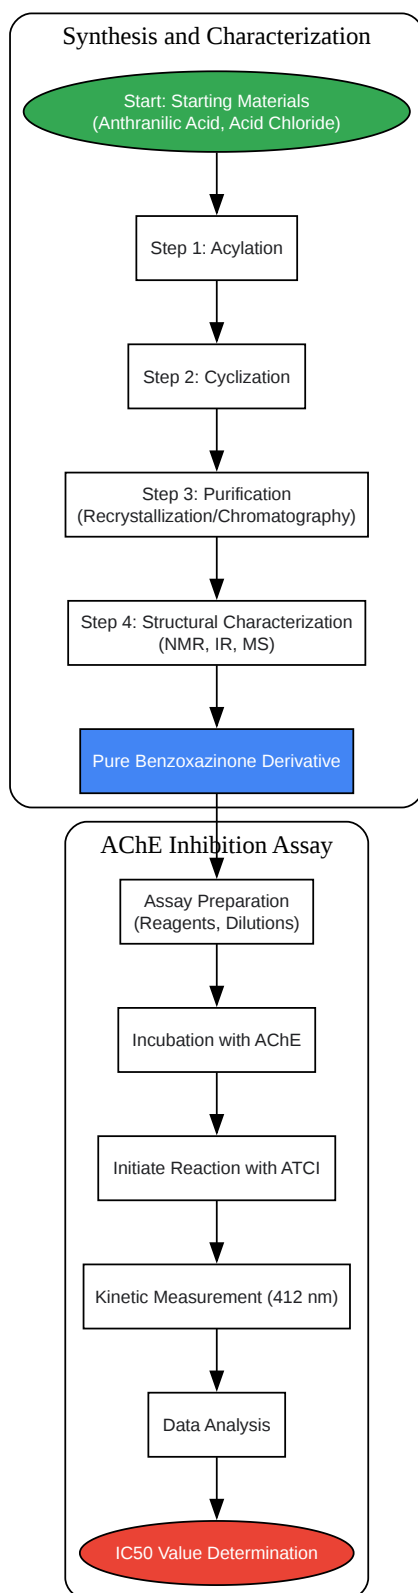 Synthesis and Characterization
Start: Starting Materials
(Anthranilic Acid, Acid Chloride)
Step 1: Acylation
Step 2: Cyclization
Step 3: Purification
(Recrystallization/Chromatography)
Step 4: Structural Characterization
(NMR, IR, MS)
Pure Benzoxazinone Derivative
AChE Inhibition Assay
Assay Preparation
(Reagents, Dilutions)
Incubation with AChE
Initiate Reaction with ATCI
Kinetic Measurement (412 nm)
Data Analysis
IC50 Value Determination